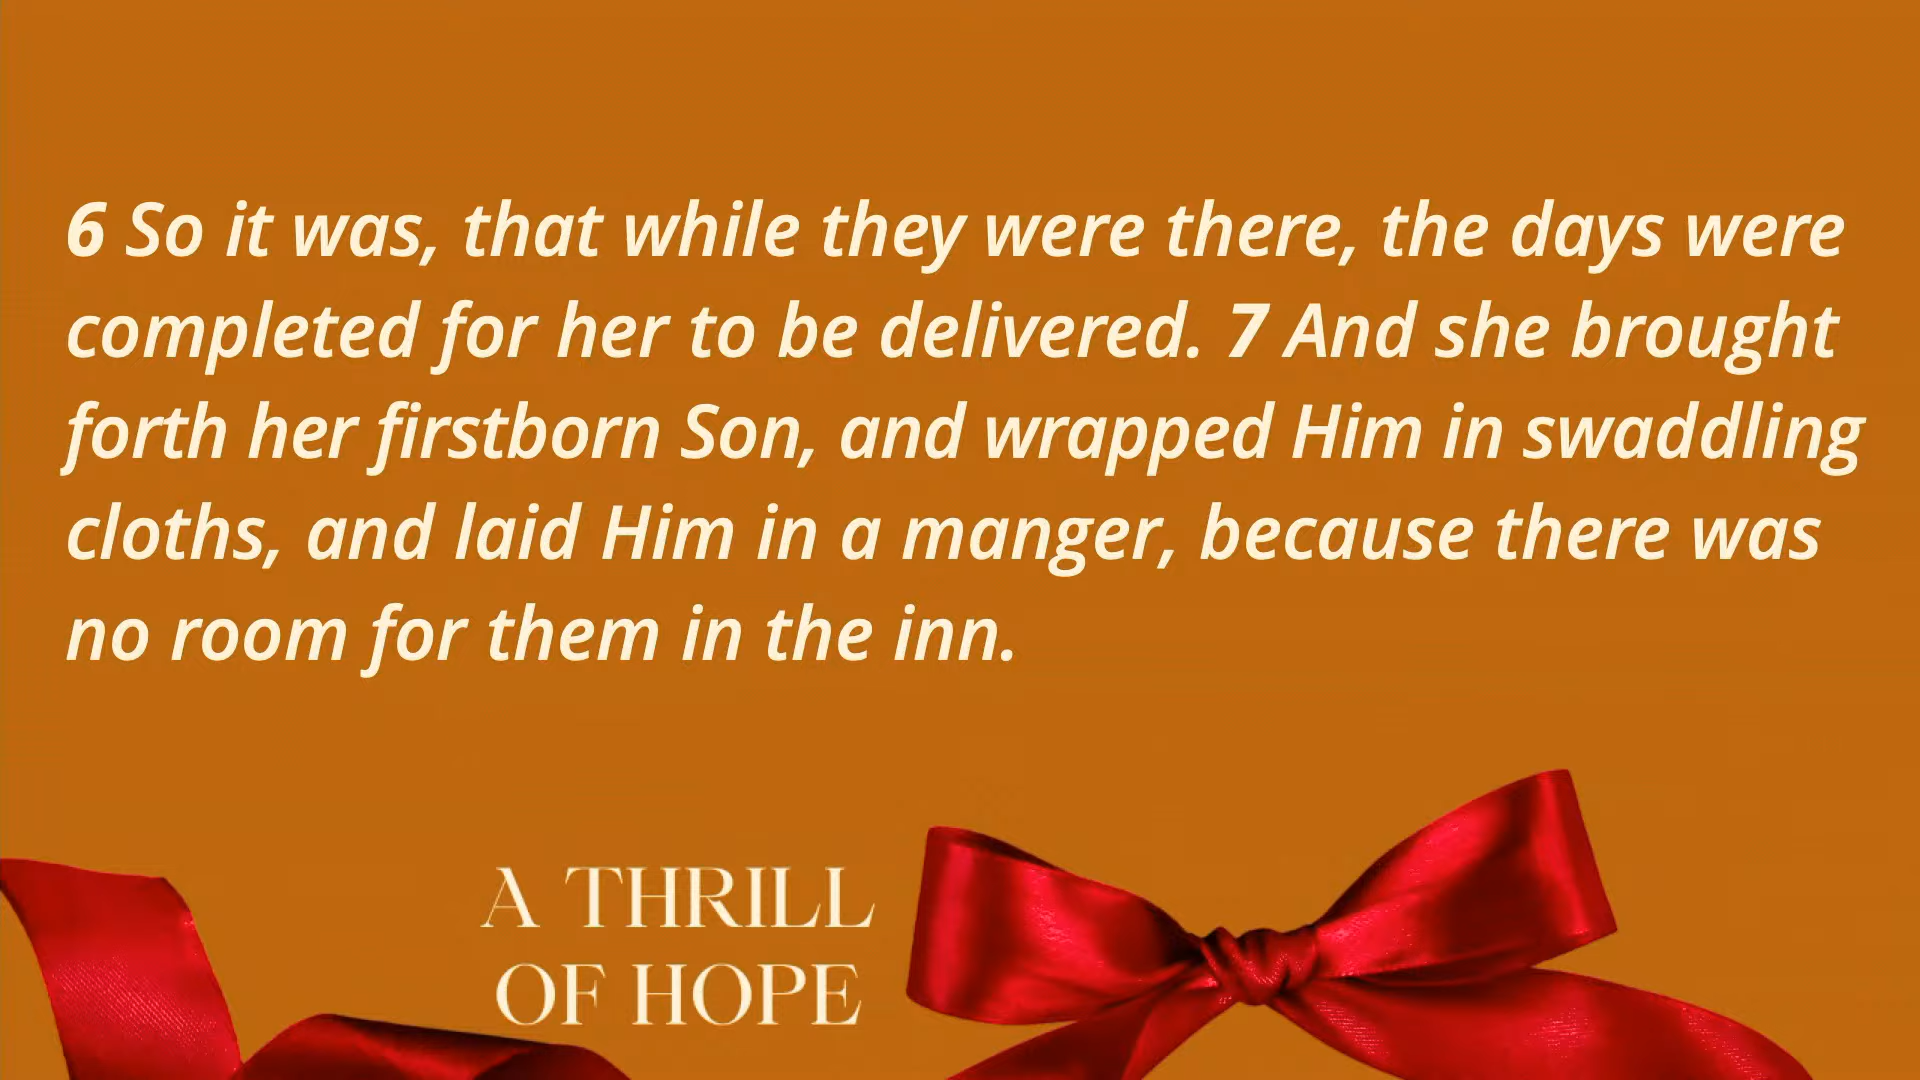 6 So it was, that while they were there, the days were
completed for her to be delivered. 7 And she brought
forth her firstborn Son, and wrapped Him in swaddling
cloths, and laid Him in a manger, because there was
no room for them in the inn.
A THRILL
OF HOPE